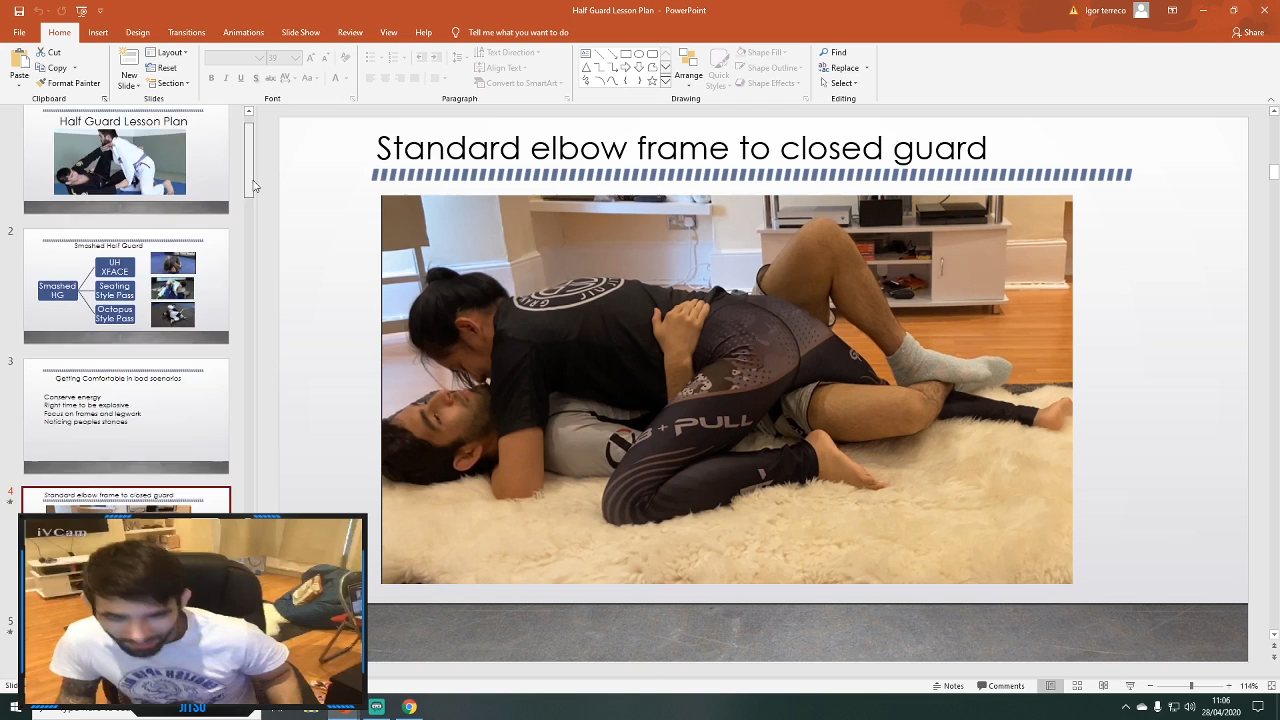 Half Guard Lesson Plan - PowerPoint
Igor terreco
File Home Insert Design Transitions Animations Slide Show Review View Help Tell me what you want to do
Share
Paste
Cut
Copy
Format Painter
Clipboard
New
Slide
Layout
Reset
Section
Slides
39
B I U S abc AV Aa A
Font
Text Direction
Align Text
Convert to SmartArt
Paragraph
Arrange
Quick
Styles
Shape Fill
Shape Outline
Shape Effects
Drawing
Find
Replace
Select
Editing
Half Guard Lesson Plan
2
Smashed Half Guard
Smashed
HG
UH
XFACE
Seating
Style Pass
Octopus
Style Pass
3
Getting Comfortable in bad scenarios
Conserve energy
Right time to be explosive
Focus on frames and legwork
Noticing peoples stances
4
Standard elbow frame to closed guard
5
Standard elbow frame to closed guard
+ PULL
iVCam
JITSO
Notes
Comments
114%
11:06
28/04/2020